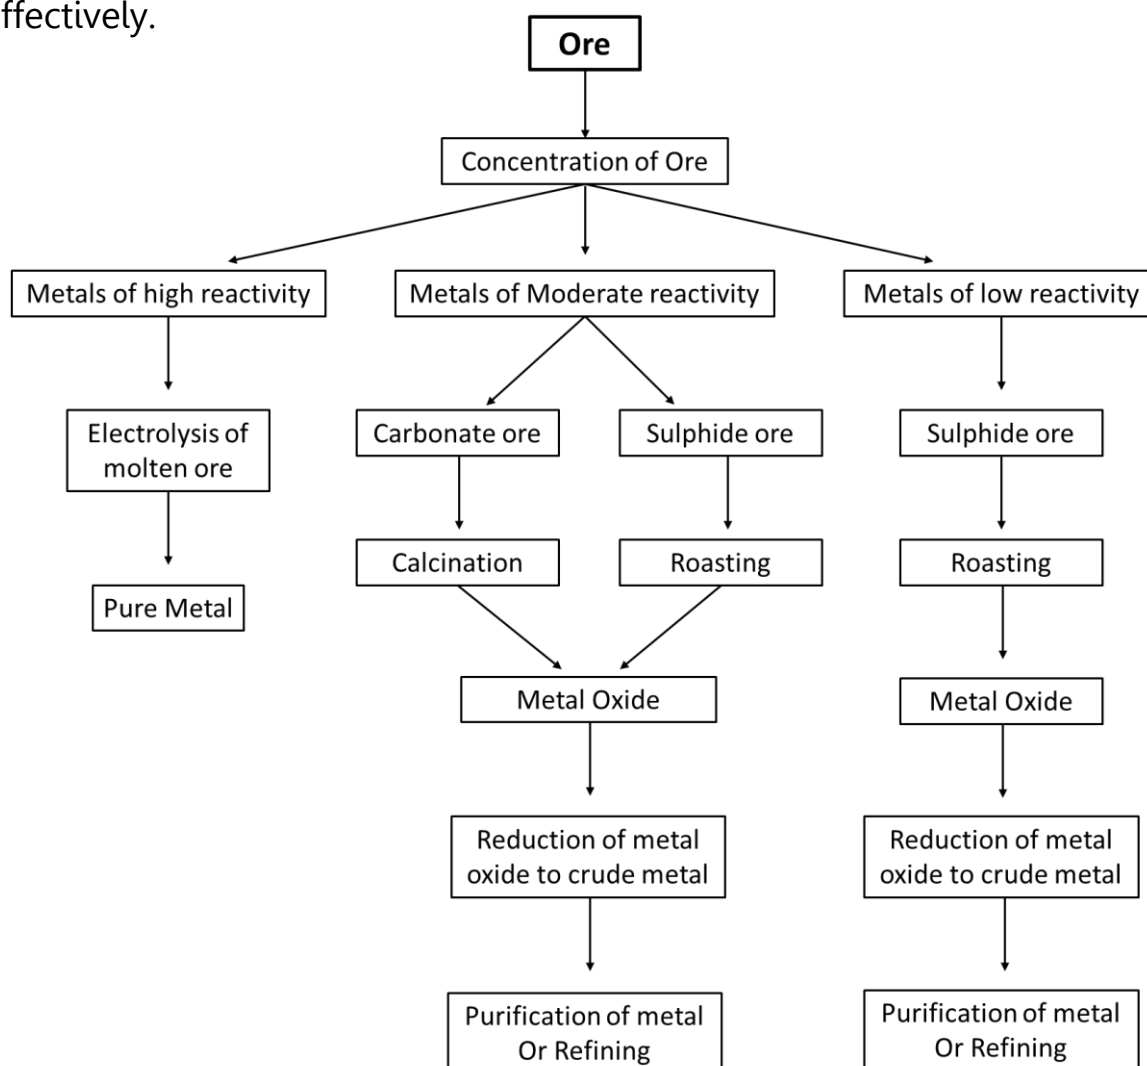 ffectively.
Ore
Concentration of Ore
Metals of high reactivity
Metals of Moderate reactivity
Metals of low reactivity
Electrolysis of
molten ore
Carbonate ore
Sulphide ore
Sulphide ore
Calcination
Roasting
Roasting
Pure Metal
Metal Oxide
Metal Oxide
Reduction of metal
oxide to crude metal
Reduction of metal
oxide to crude metal
Purification of metal
Or Refining
Purification of metal
Or Refining